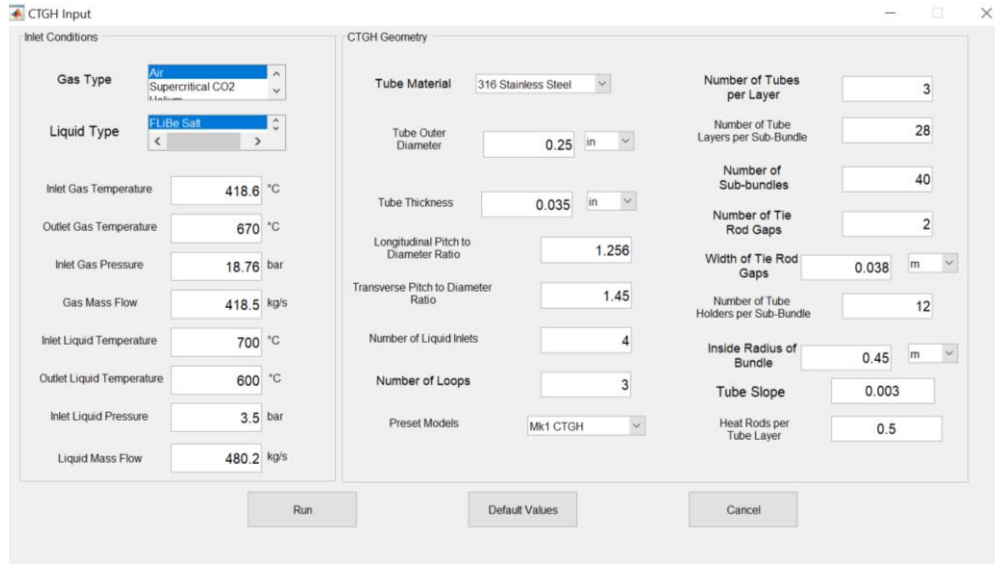 CTGH Input
Inlet Conditions
Gas Type
Air
Supercritical CO2
Helium
Liquid Type
FLiBe Salt
Inlet Gas Temperature 418.6 °C
Outlet Gas Temperature 670 °C
Inlet Gas Pressure 18.76 bar
Gas Mass Flow 418.5 kg/s
Inlet Liquid Temperature 700 °C
Outlet Liquid Temperature 600 °C
Inlet Liquid Pressure 3.5 bar
Liquid Mass Flow 480.2 kg/s
CTGH Geometry
Tube Material 316 Stainless Steel
Tube Outer
Diameter 0.25 in
Tube Thickness 0.035 in
Longitudinal Pitch to
Diameter Ratio 1.256
Transverse Pitch to Diameter
Ratio 1.45
Number of Liquid Inlets 4
Number of Loops 3
Preset Models Mk1 CTGH
Number of Tubes
per Layer 3
Number of Tube
Layers per Sub-Bundle 28
Number of
Sub-bundles 40
Number of Tie
Rod Gaps 2
Width of Tie Rod
Gaps 0.038 m
Number of Tube
Holders per Sub-Bundle 12
Inside Radius of
Bundle 0.45 m
Tube Slope 0.003
Heat Rods per
Tube Layer 0.5
Run
Default Values
Cancel